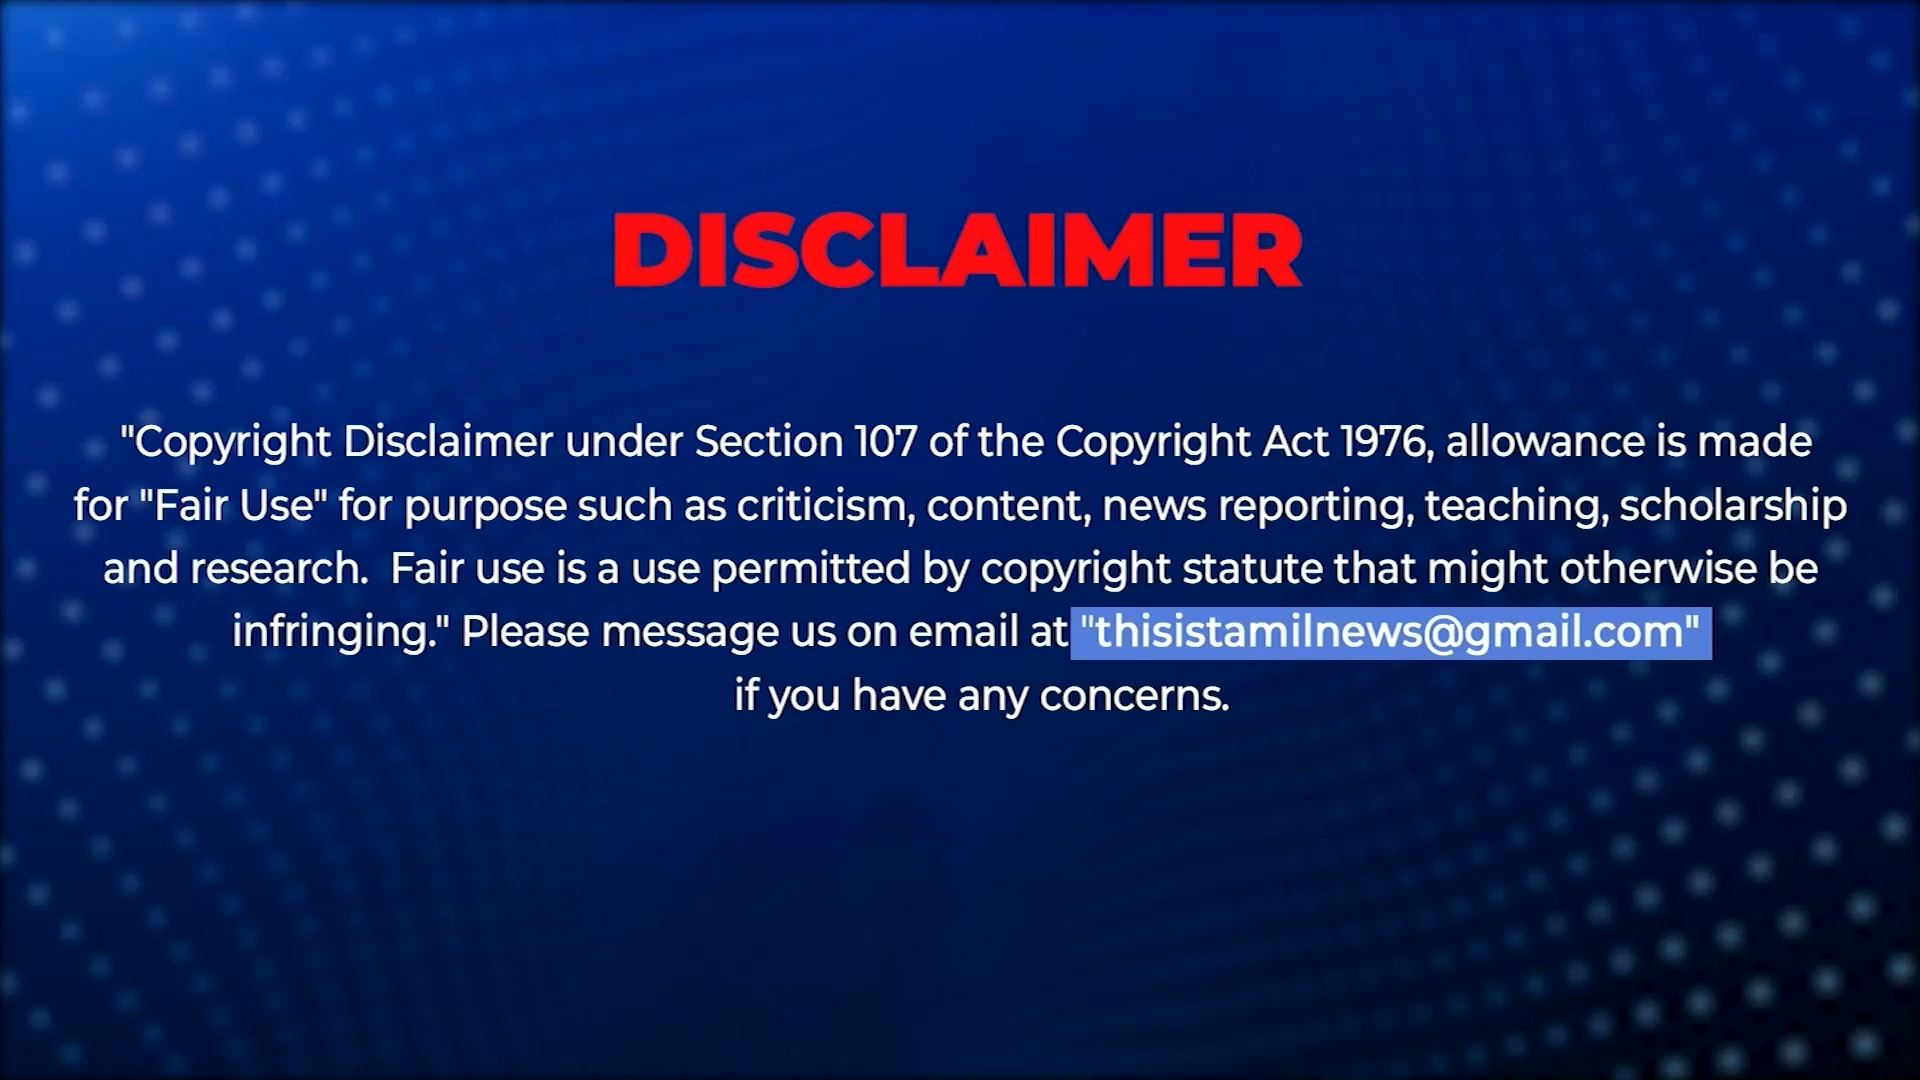 DISCLAIMER
"Copyright Disclaimer under Section 107 of the Copyright Act 1976, allowance is made
for "Fair Use" for purpose such as criticism, content, news reporting, teaching, scholarship
and research.  Fair use is a use permitted by copyright statute that might otherwise be
infringing." Please message us on email at "thisistamilnews@gmail.com"
if you have any concerns.